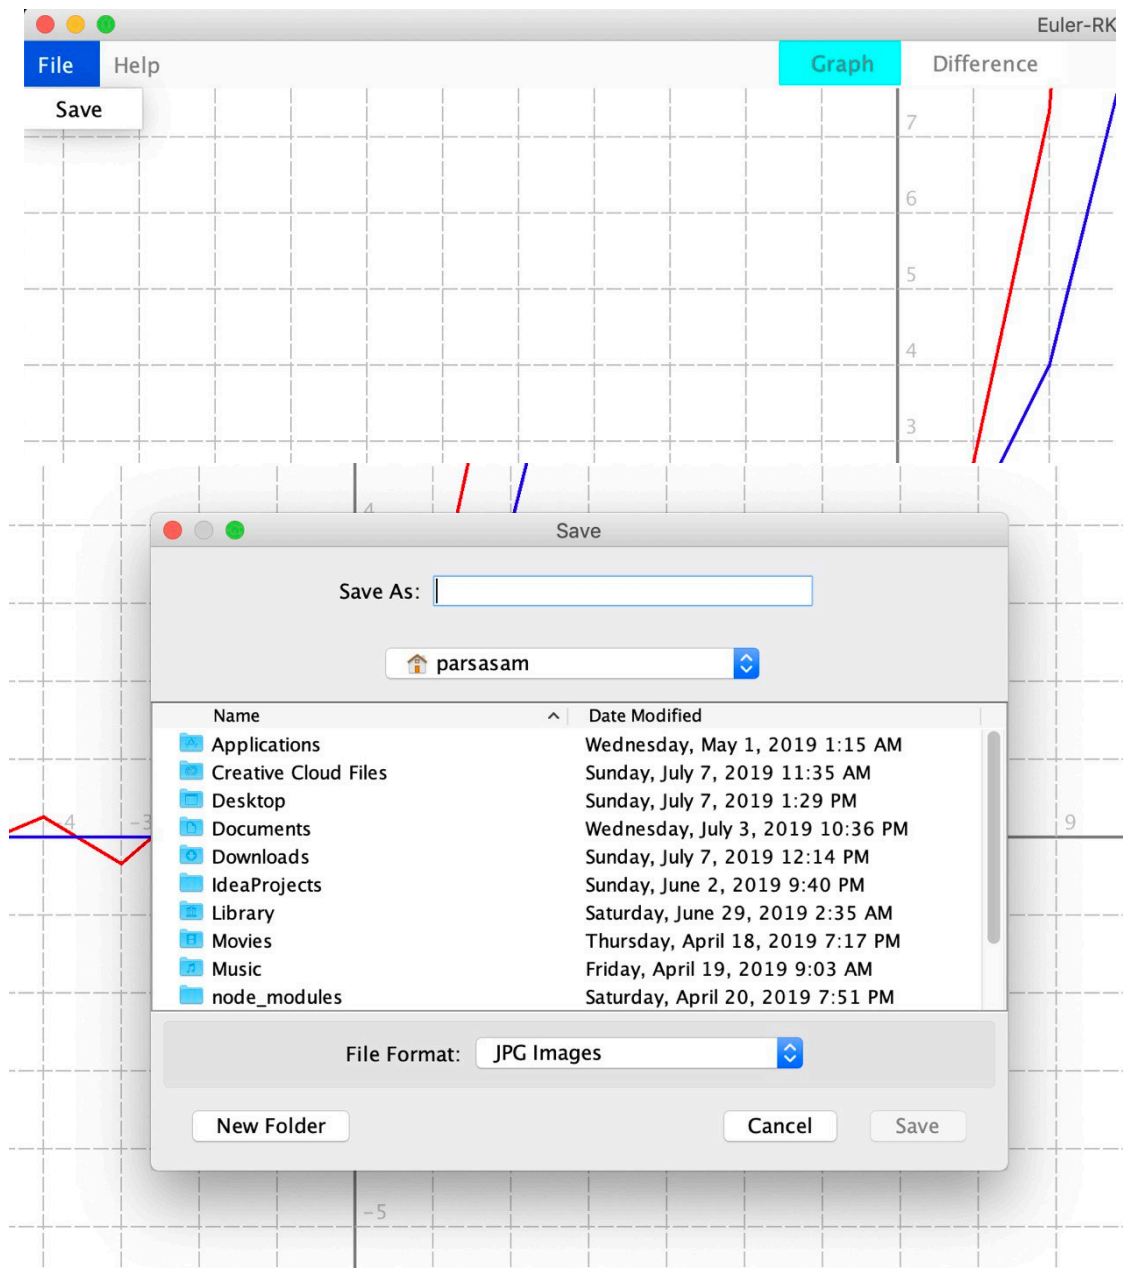 Euler-RK
File Help Graph Difference
Save
7
6
5
4
3
4
Save
Save As:
parsasam
Name Date Modified
Applications Wednesday, May 1, 2019 1:15 AM
Creative Cloud Files Sunday, July 7, 2019 11:35 AM
Desktop Sunday, July 7, 2019 1:29 PM
-4 -3 Documents Wednesday, July 3, 2019 10:36 PM 9
Downloads Sunday, July 7, 2019 12:14 PM
IdeaProjects Sunday, June 2, 2019 9:40 PM
Library Saturday, June 29, 2019 2:35 AM
Movies Thursday, April 18, 2019 7:17 PM
Music Friday, April 19, 2019 9:03 AM
node_modules Saturday, April 20, 2019 7:51 PM
File Format: JPG Images
New Folder Cancel Save
-5